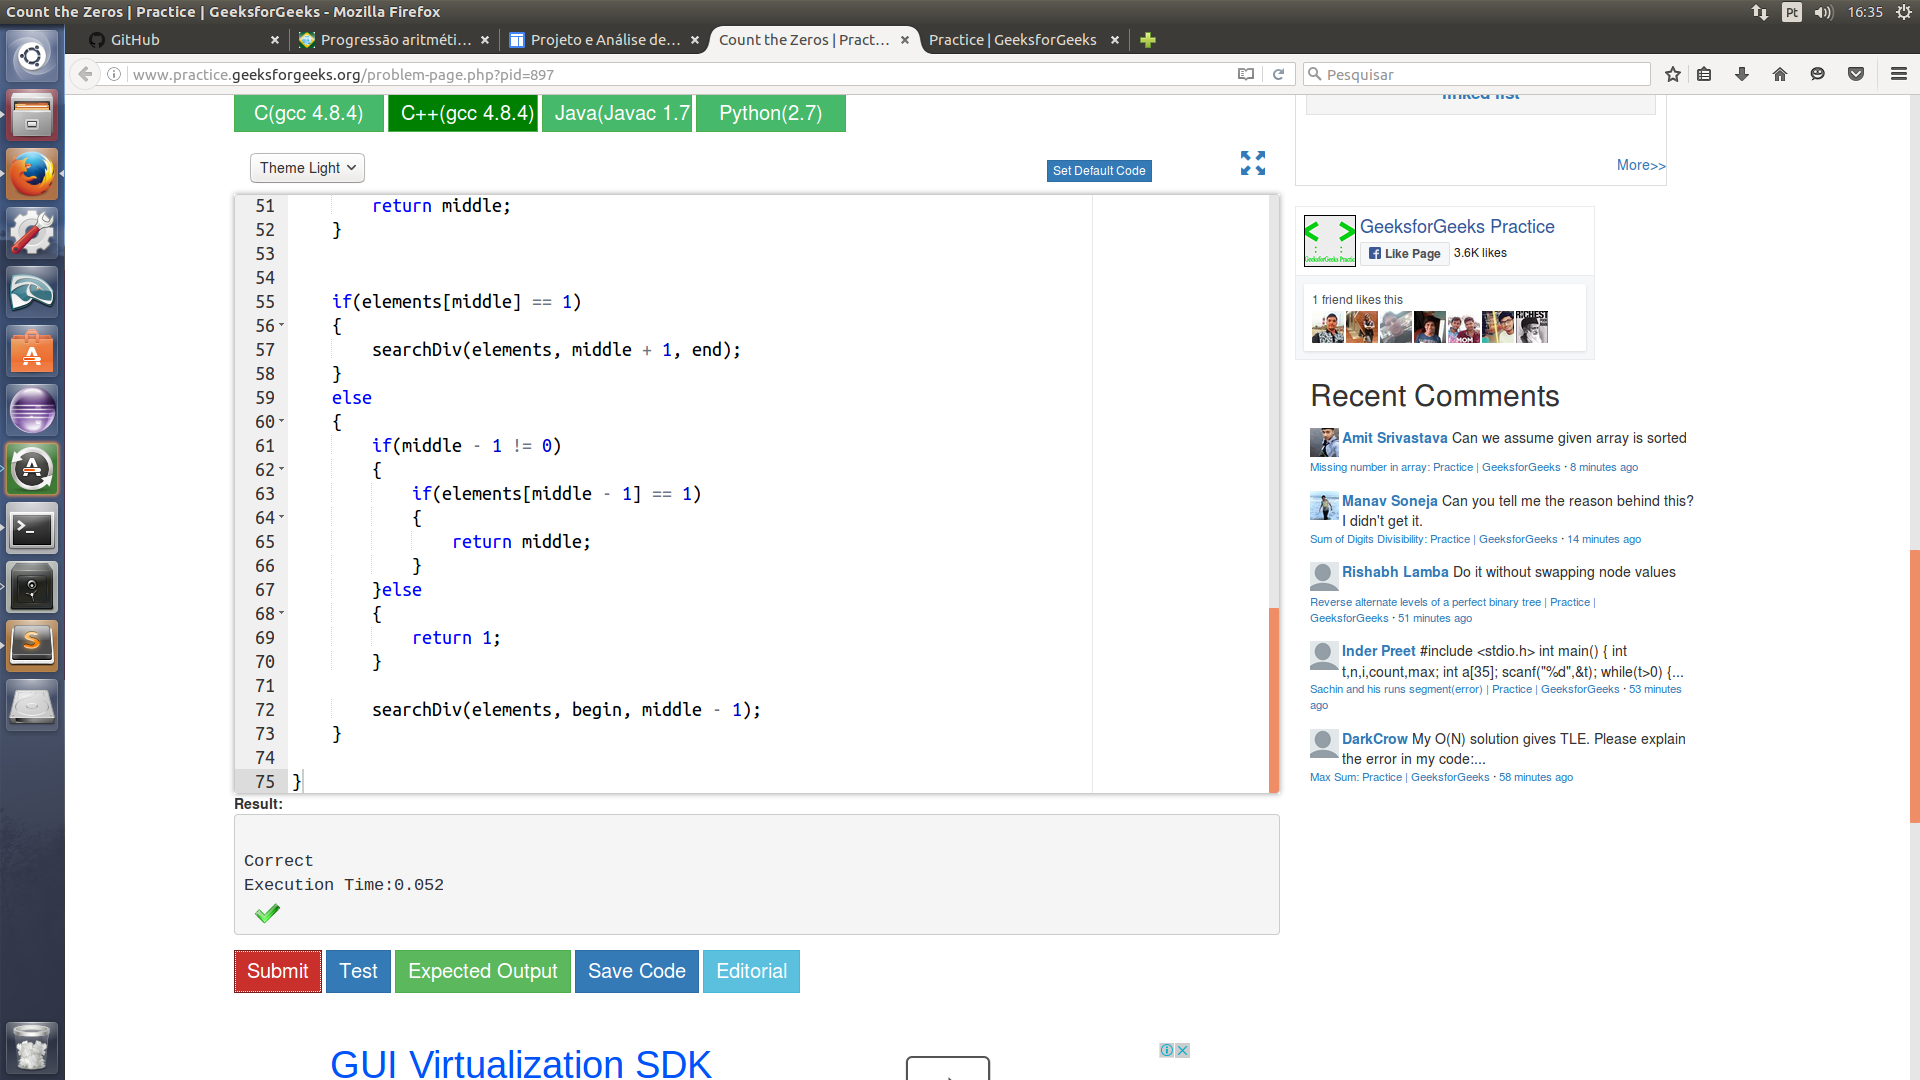 Count the Zeros | Practice | GeeksforGeeks - Mozilla Firefox
Pt
16:35
GitHub
Progressão aritméti...
Projeto e Análise de...
Count the Zeros | Pract...
Practice | GeeksforGeeks
www.practice.geeksforgeeks.org/problem-page.php?pid=897
Pesquisar
C(gcc 4.8.4)
C++(gcc 4.8.4)
Java(Javac 1.7
Python(2.7)
Theme Light
Set Default Code
51 return middle;
52 }
53
54
55 if(elements[middle] == 1)
56 {
57 searchDiv(elements, middle + 1, end);
58 }
59 else
60 {
61 if(middle - 1 != 0)
62 {
63 if(elements[middle - 1] == 1)
64 {
65 return middle;
66 }
67 }else
68 {
69 return 1;
70 }
71
72 searchDiv(elements, begin, middle - 1);
73 }
74
75 }
Result:
Correct
Execution Time:0.052
Submit
Test
Expected Output
Save Code
Editorial
GUI Virtualization SDK
linked list
More>>
GeeksforGeeks Practice
Like Page
3.6K likes
1 friend likes this
Recent Comments
Amit Srivastava Can we assume given array is sorted
Missing number in array: Practice | GeeksforGeeks · 8 minutes ago
Manav Soneja Can you tell me the reason behind this?
I didn't get it.
Sum of Digits Divisibility: Practice | GeeksforGeeks · 14 minutes ago
Rishabh Lamba Do it without swapping node values
Reverse alternate levels of a perfect binary tree | Practice |
GeeksforGeeks · 51 minutes ago
Inder Preet #include <stdio.h> int main() { int
t,n,i,count,max; int a[35]; scanf("%d",&t); while(t>0) {...
Sachin and his runs segment(error) | Practice | GeeksforGeeks · 53 minutes
ago
DarkCrow My O(N) solution gives TLE. Please explain
the error in my code:...
Max Sum: Practice | GeeksforGeeks · 58 minutes ago